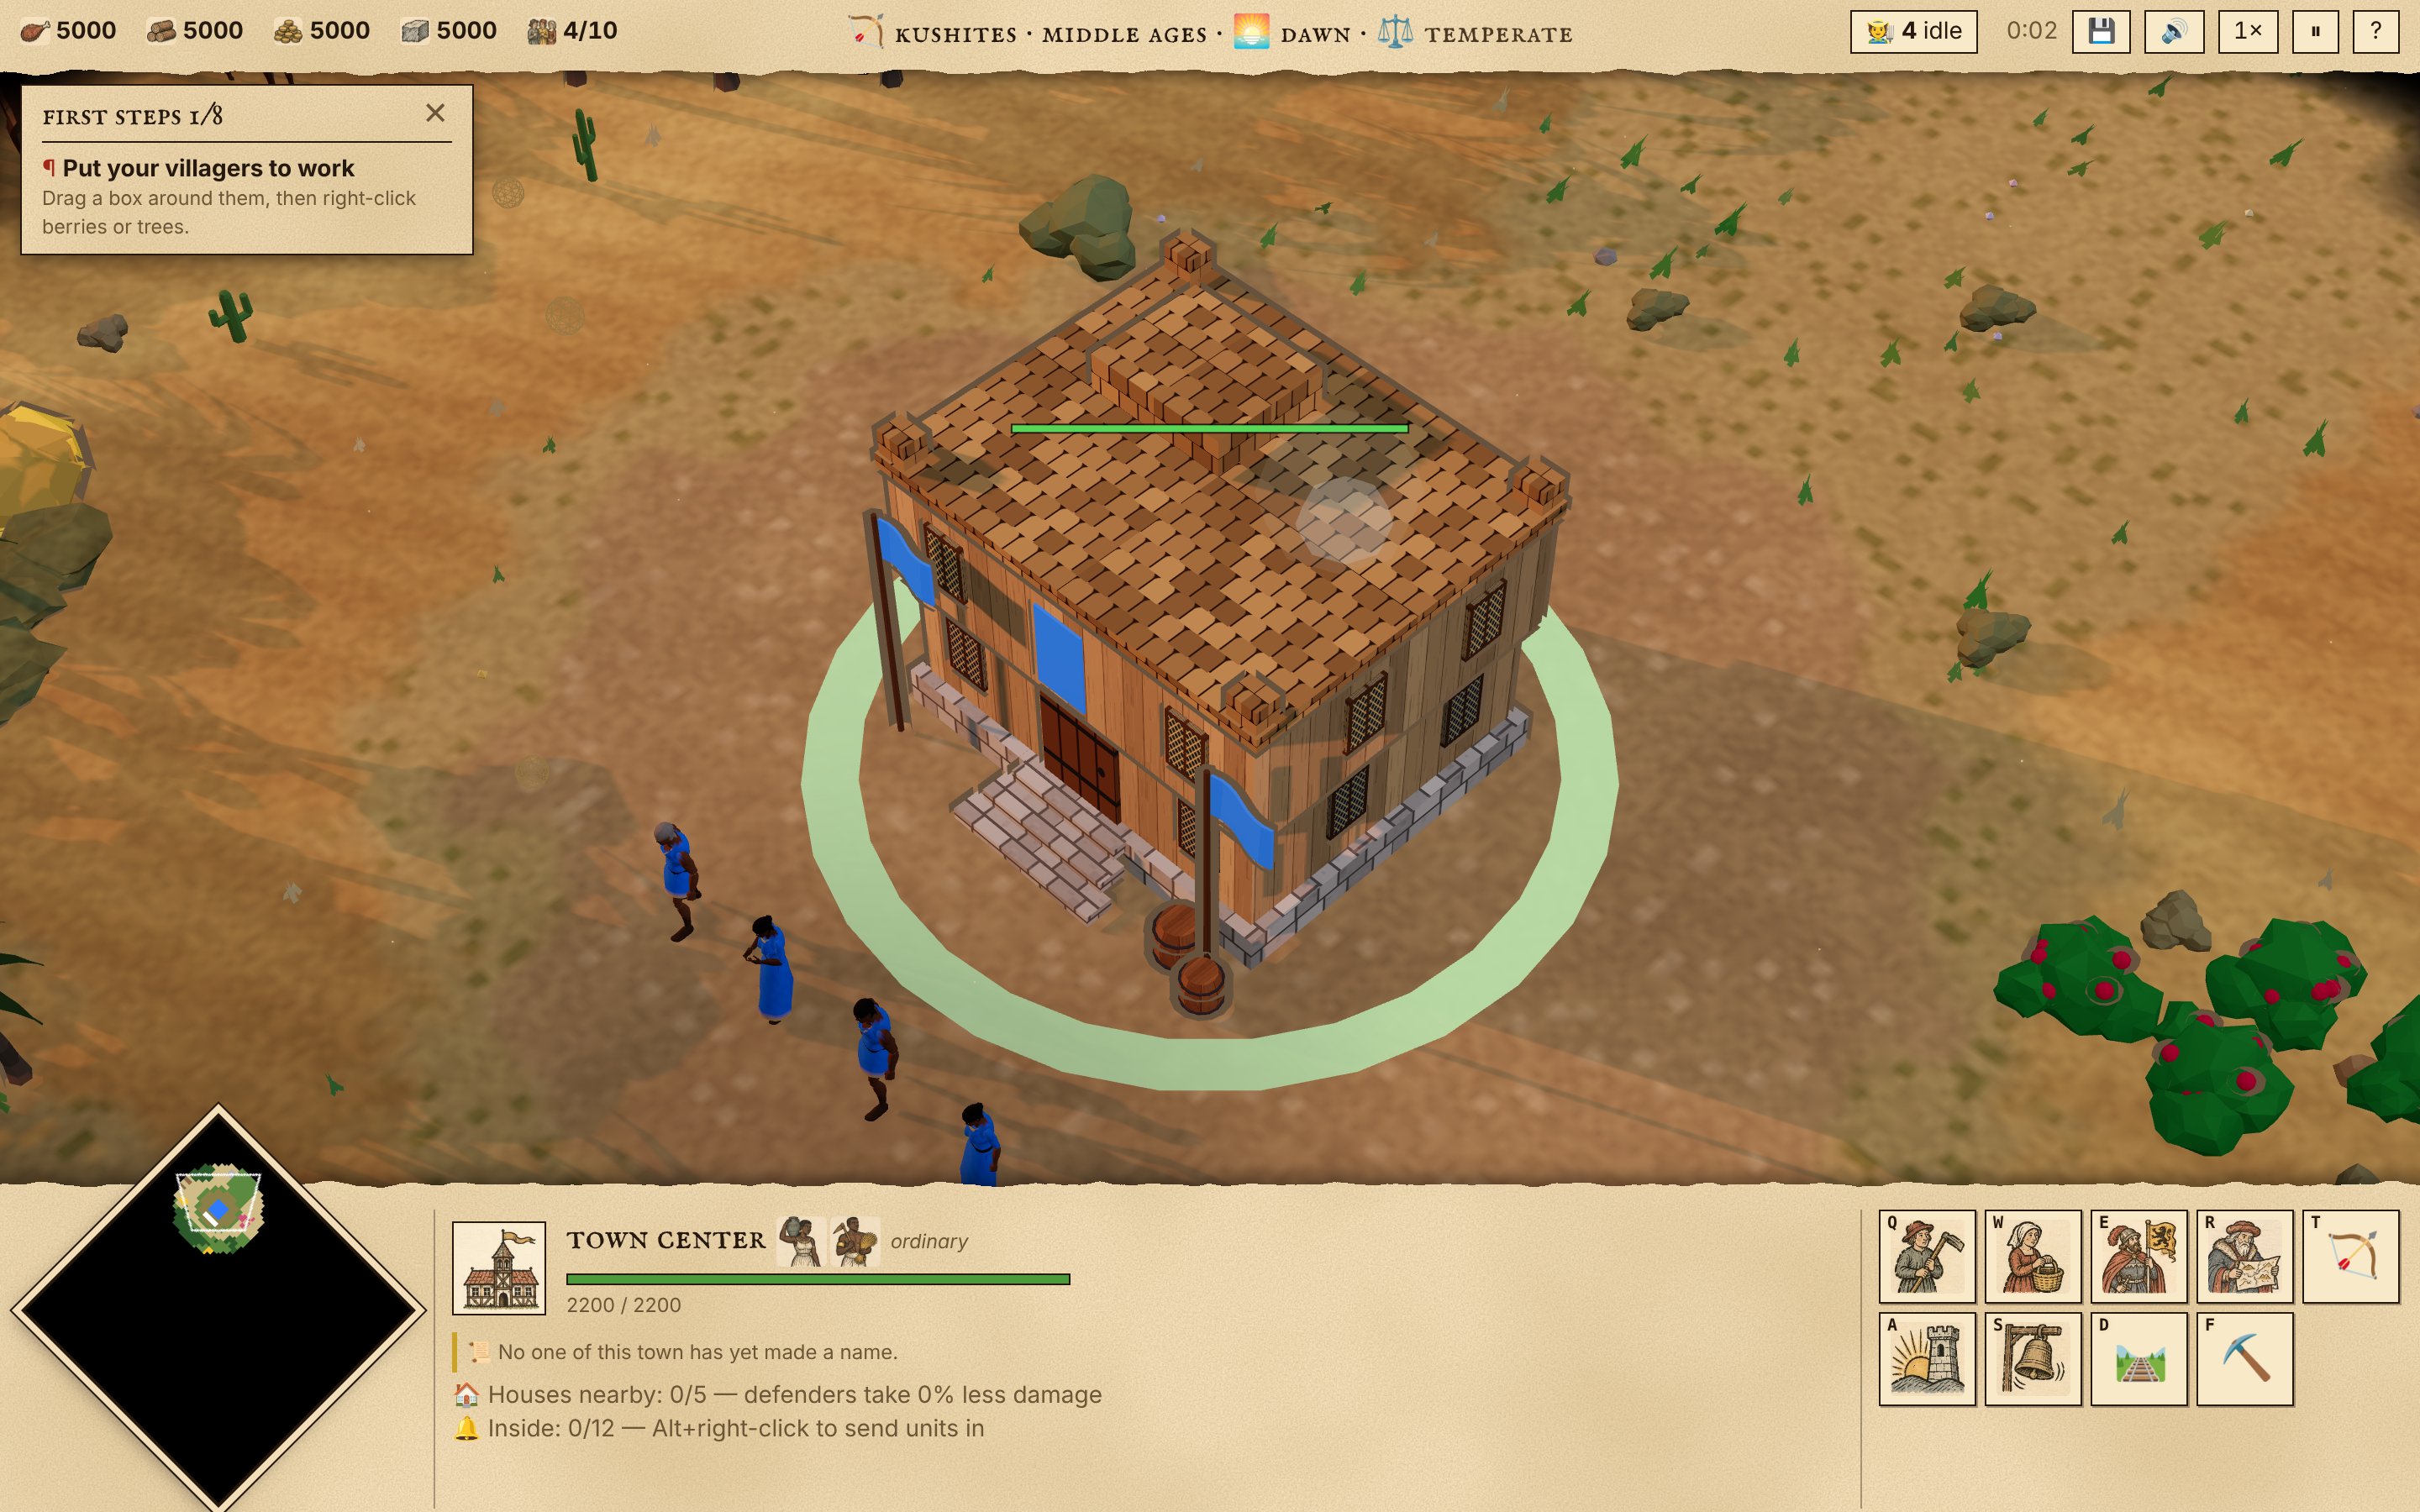 5000 5000 5000 5000 4/10
KUSHITES · MIDDLE AGES · DAWN · TEMPERATE
4 idle 0:02 1× ?
FIRST STEPS 1/8
¶ Put your villagers to work
Drag a box around them, then right-click
berries or trees.
TOWN CENTER ordinary
2200 / 2200
No one of this town has yet made a name.
Houses nearby: 0/5 — defenders take 0% less damage
Inside: 0/12 — Alt+right-click to send units in
Q W E R T
A S D F